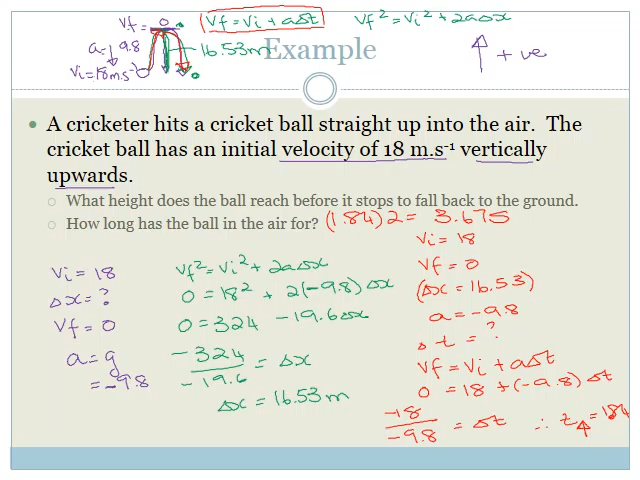 Vf = 0
Vf = Vi + aΔt
Vf² = Vi² + 2aΔx
a = 9.8
16.53m
Vi = 18 m.s⁻¹
+ ve
Example
A cricketer hits a cricket ball straight up into the air. The
cricket ball has an initial velocity of 18 m.s⁻¹ vertically
upwards.
What height does the ball reach before it stops to fall back to the ground.
How long has the ball in the air for? (1.84)2 = 3.67s
Vi = 18
Δx = ?
Vf = 0
a = g
= -9.8
Vf² = Vi² + 2aΔx
0 = 18² + 2(-9.8)Δx
0 = 324 - 19.6Δx
-324
-19.6 = Δx
Δx = 16.53m
Vi = 18
Vf = 0
(Δx = 16.53)
a = -9.8
Δt = ?
Vf = Vi + aΔt
0 = 18 + (-9.8)Δt
-18
-9.8 = Δt ∴ t↑ = 1.84